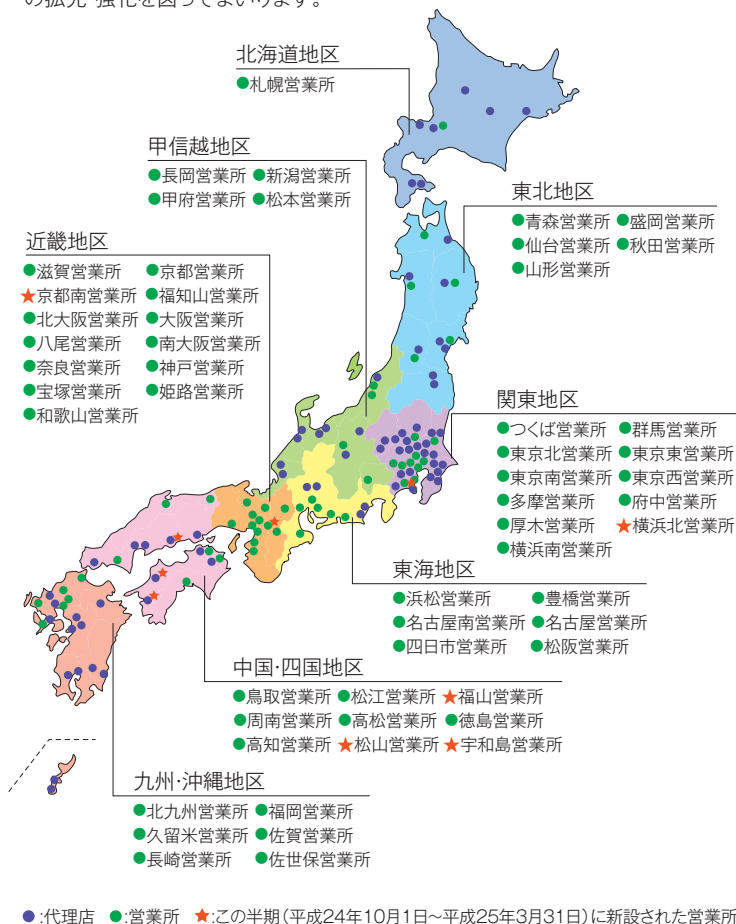 の拡充・強化を図ってまいります。
北海道地区
●札幌営業所
甲信越地区
●長岡営業所 ●新潟営業所
●甲府営業所 ●松本営業所
東北地区
●青森営業所 ●盛岡営業所
●仙台営業所 ●秋田営業所
●山形営業所
近畿地区
●滋賀営業所 ●京都営業所
★京都南営業所 ●福知山営業所
●北大阪営業所 ●大阪営業所
●八尾営業所 ●南大阪営業所
●奈良営業所 ●神戸営業所
●宝塚営業所 ●姫路営業所
●和歌山営業所
関東地区
●つくば営業所 ●群馬営業所
●東京北営業所 ●東京東営業所
●東京南営業所 ●東京西営業所
●多摩営業所 ●府中営業所
●厚木営業所 ★横浜北営業所
●横浜南営業所
東海地区
●浜松営業所 ●豊橋営業所
●名古屋南営業所 ●名古屋営業所
●四日市営業所 ●松阪営業所
中国・四国地区
●鳥取営業所 ●松江営業所 ★福山営業所
●周南営業所 ●高松営業所 ●徳島営業所
●高知営業所 ★松山営業所 ★宇和島営業所
九州・沖縄地区
●北九州営業所 ●福岡営業所
●久留米営業所 ●佐賀営業所
●長崎営業所 ●佐世保営業所
●:代理店 ●:営業所 ★:この半期(平成24年10月1日~平成25年3月31日)に新設された営業所